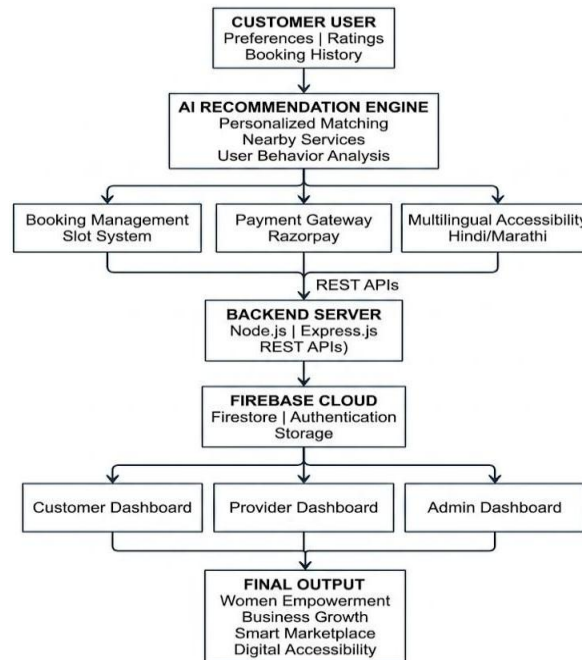 CUSTOMER USER
Preferences | Ratings
Booking History
AI RECOMMENDATION ENGINE
Personalized Matching
Nearby Services
User Behavior Analysis
Booking Management
Slot System
Payment Gateway
Razorpay
Multilingual Accessibility
Hindi/Marathi
REST APIs
BACKEND SERVER
Node.js | Express.js
REST APIs)
FIREBASE CLOUD
Firestore | Authentication
Storage
Customer Dashboard
Provider Dashboard
Admin Dashboard
FINAL OUTPUT
Women Empowerment
Business Growth
Smart Marketplace
Digital Accessibility